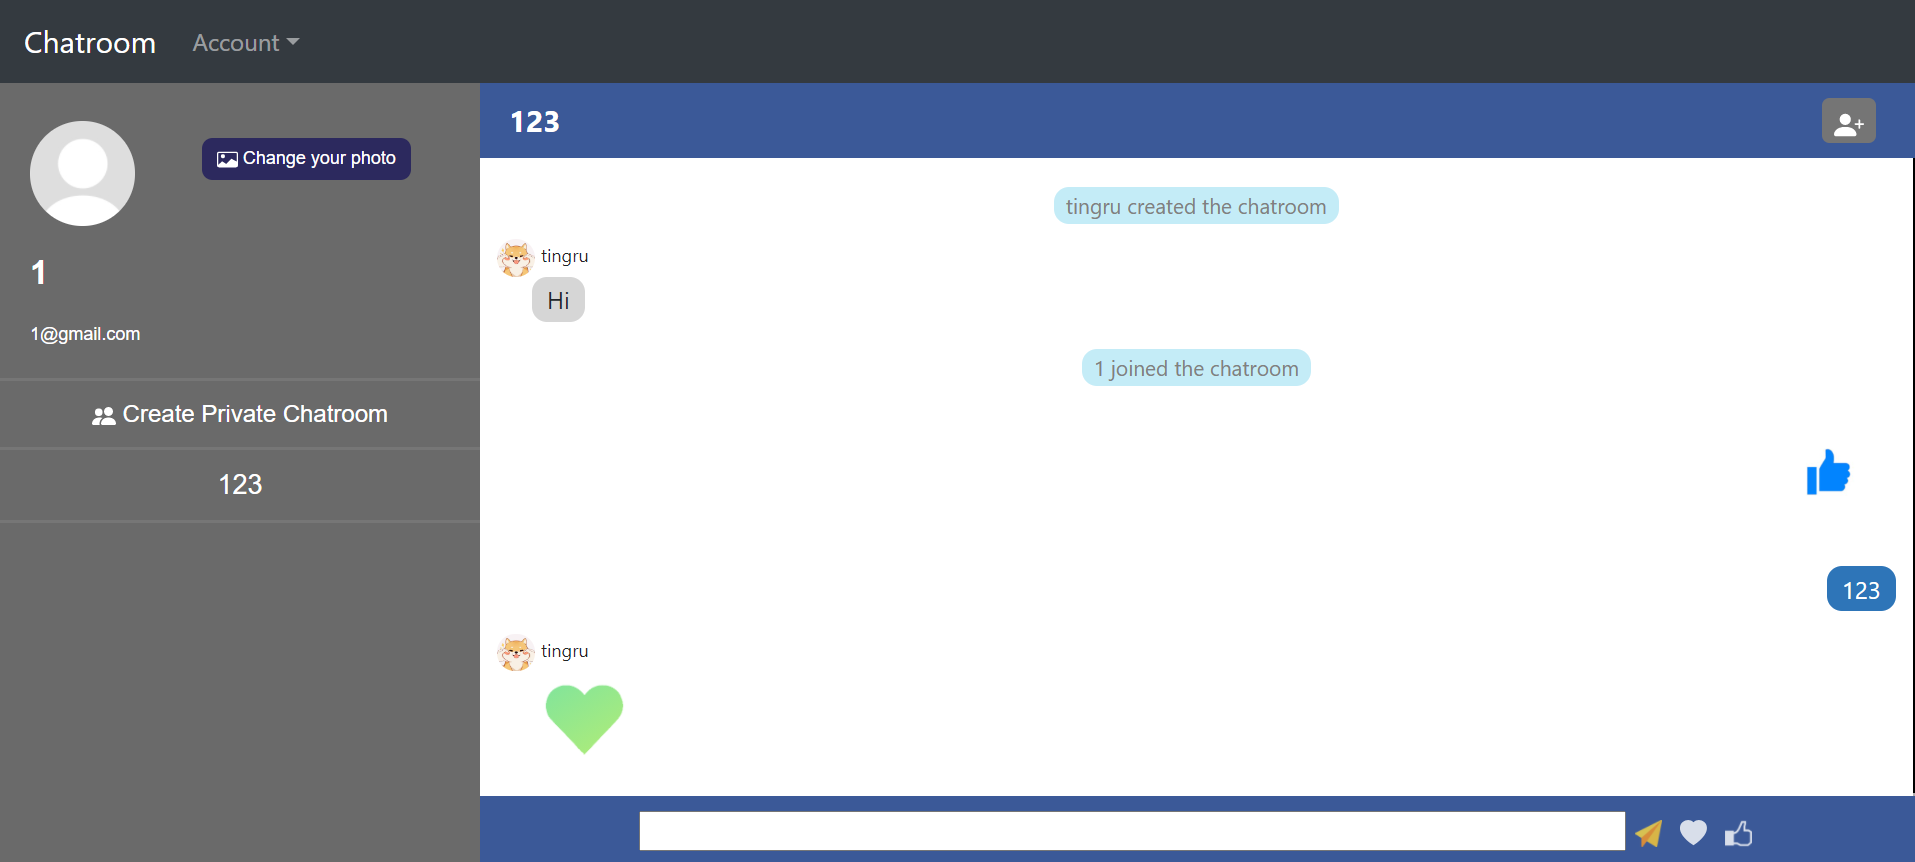 Chatroom Account
Change your photo
1
1@gmail.com
Create Private Chatroom
123
123
tingru created the chatroom
tingru
Hi
1 joined the chatroom
123
tingru